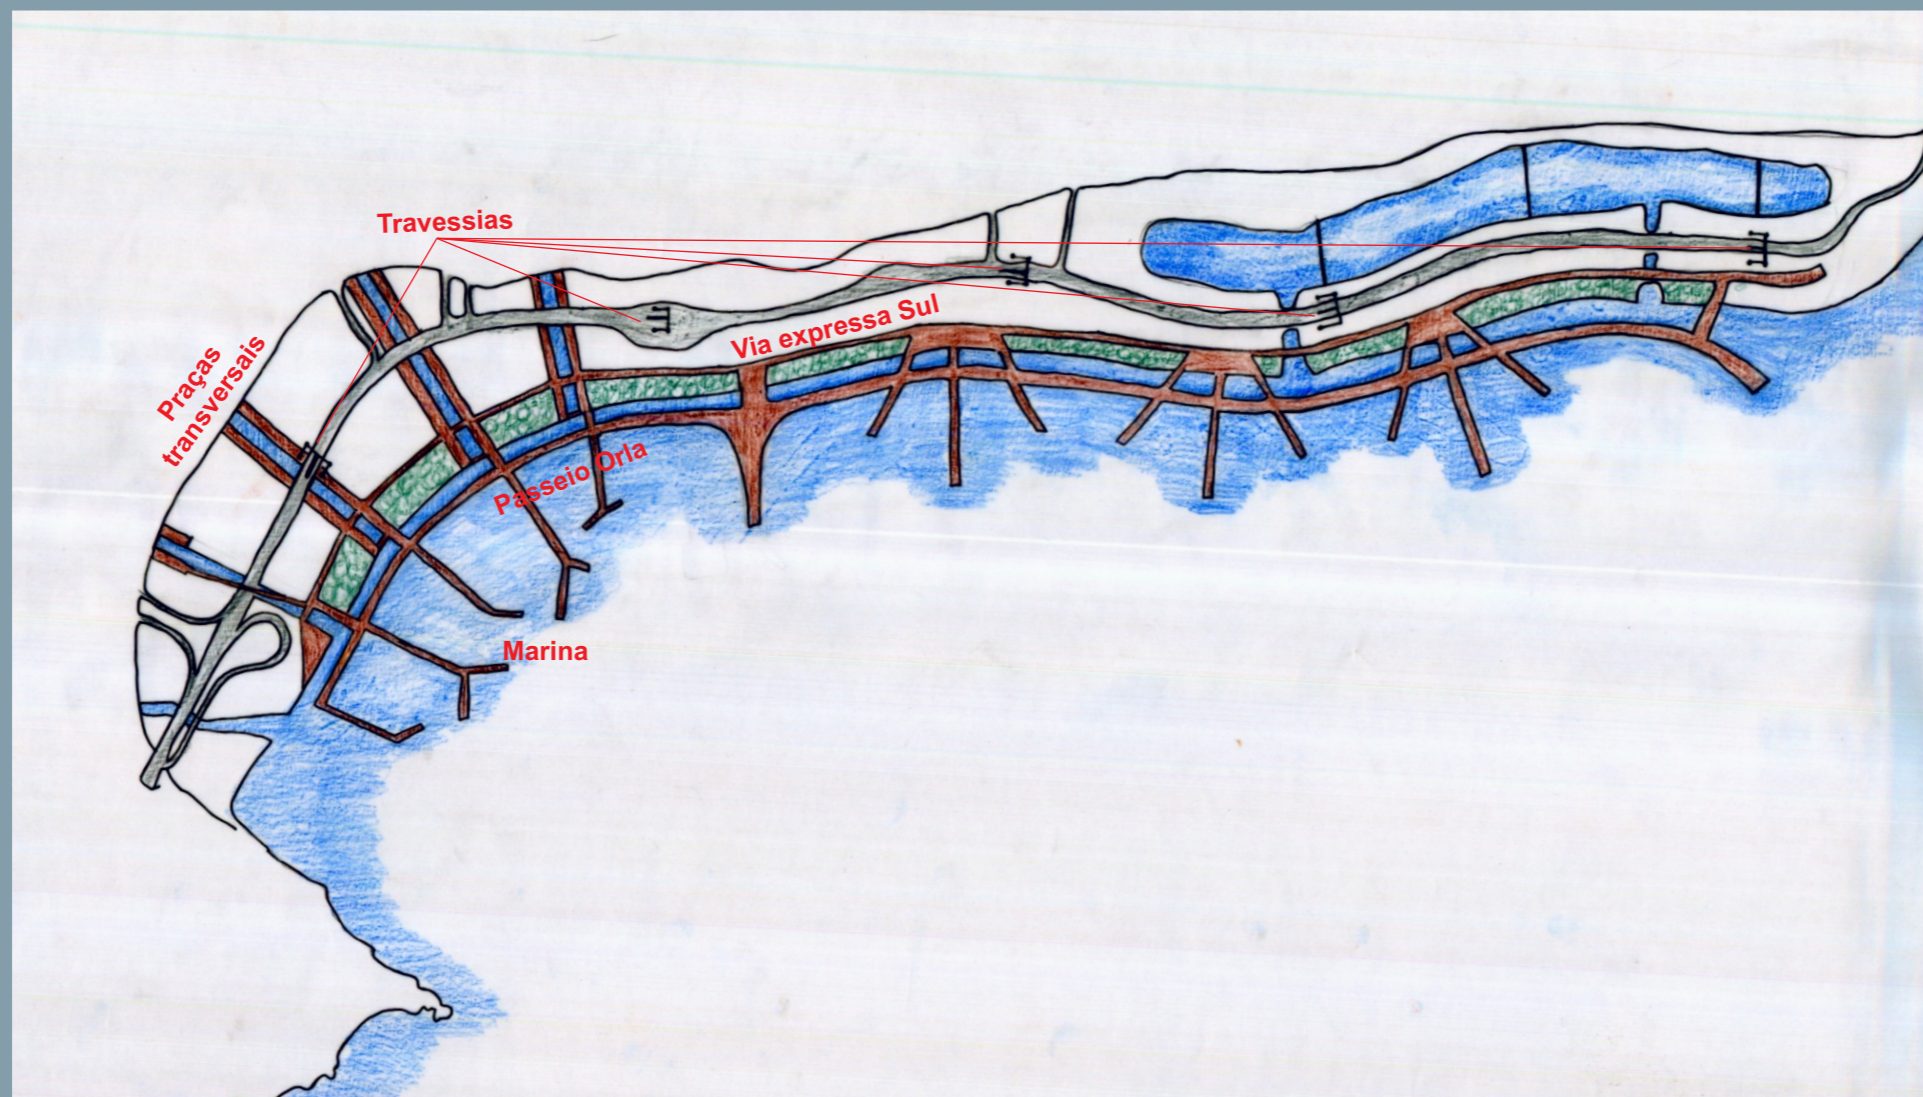 Travessias
Praças
transversais
Via expressa Sul
Passeio Orla
Marina